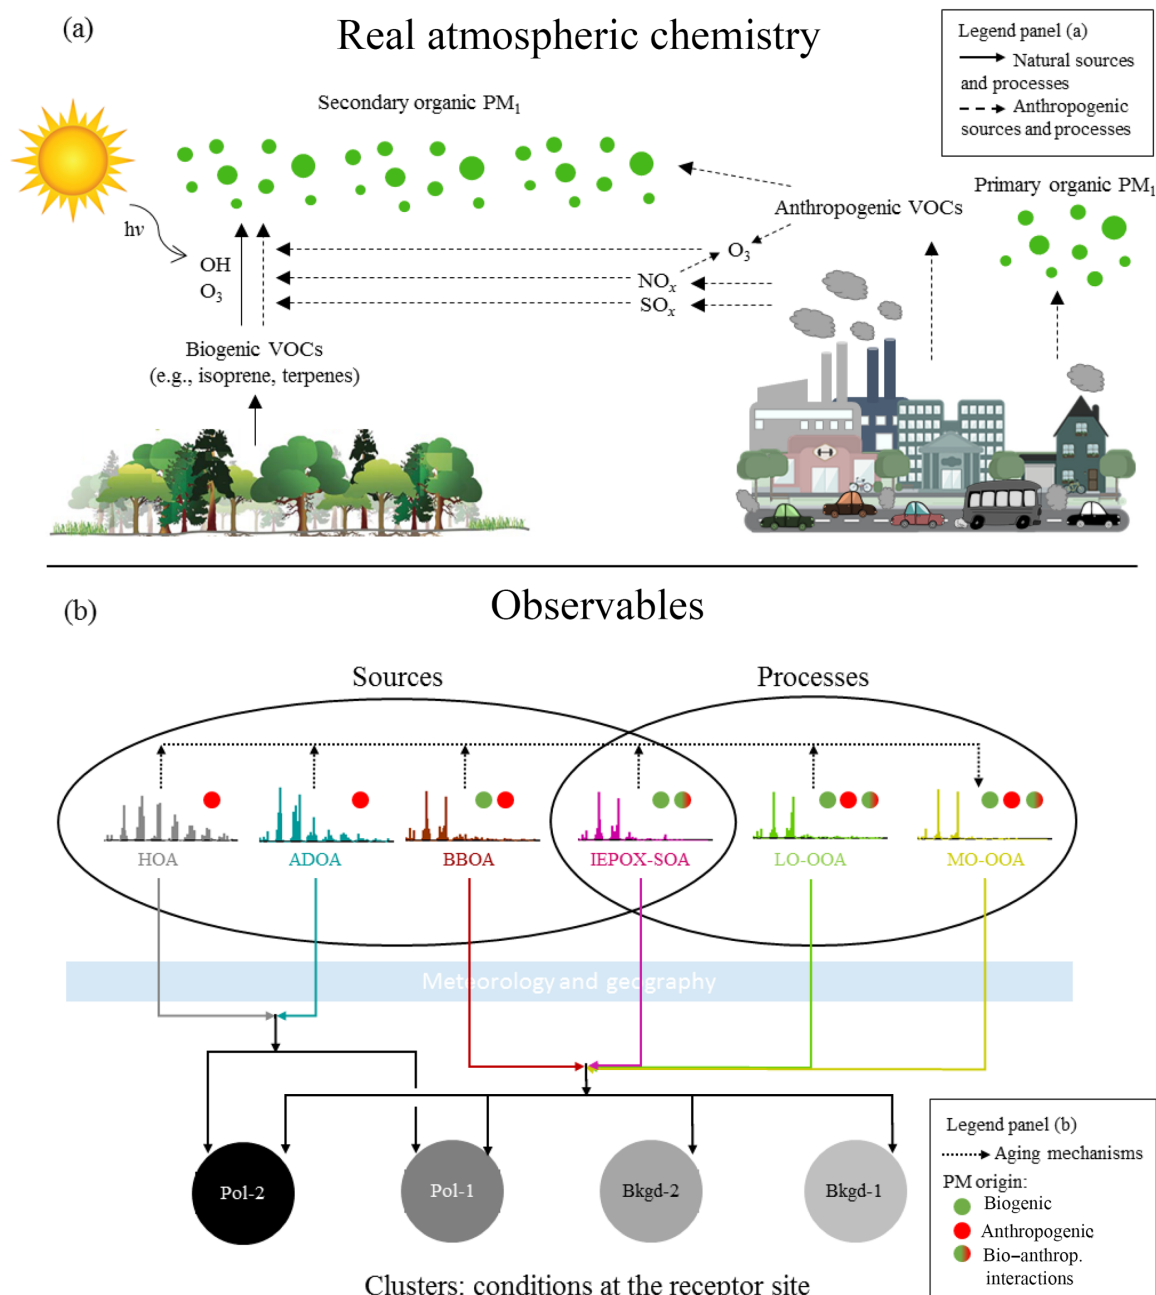 (a)
Real atmospheric chemistry
Legend panel (a)
Natural sources
and processes
Anthropogenic
sources and processes
Secondary organic PM1
Primary organic PM1
Anthropogenic VOCs
hν
OH
O3
O3
NOx
SOx
Biogenic VOCs
(e.g., isoprene, terpenes)
(b)
Observables
Sources
Processes
HOA
ADOA
BBOA
IEPOX-SOA
LO-OOA
MO-OOA
Meteorology and geography
Pol-2
Pol-1
Bkgd-2
Bkgd-1
Legend panel (b)
Aging mechanisms
PM origin:
Biogenic
Anthropogenic
Bio–anthrop.
interactions
Clusters: conditions at the receptor site